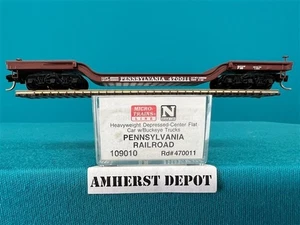 PENNSYLVANIA 470011
MICRO-
TRAINS
LINE
N
Heavyweight Depressed-Center Flat
Car w/Buckeye Trucks
PENNSYLVANIA
RAILROAD
109010 Rd# 470011
AMHERST DEPOT